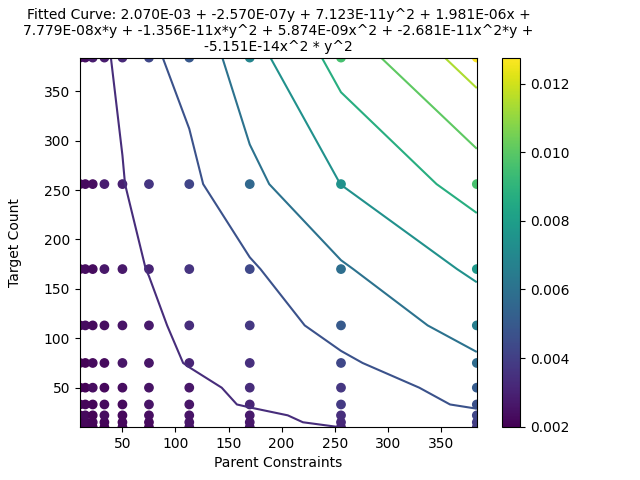 Fitted Curve: 2.070E-03 + -2.570E-07y + 7.123E-11y^2 + 1.981E-06x +
7.779E-08x*y + -1.356E-11x*y^2 + 5.874E-09x^2 + -2.681E-11x^2*y +
-5.151E-14x^2 * y^2
Target Count
350
300
250
200
150
100
50
50 100 150 200 250 300 350
Parent Constraints
0.012
0.010
0.008
0.006
0.004
0.002